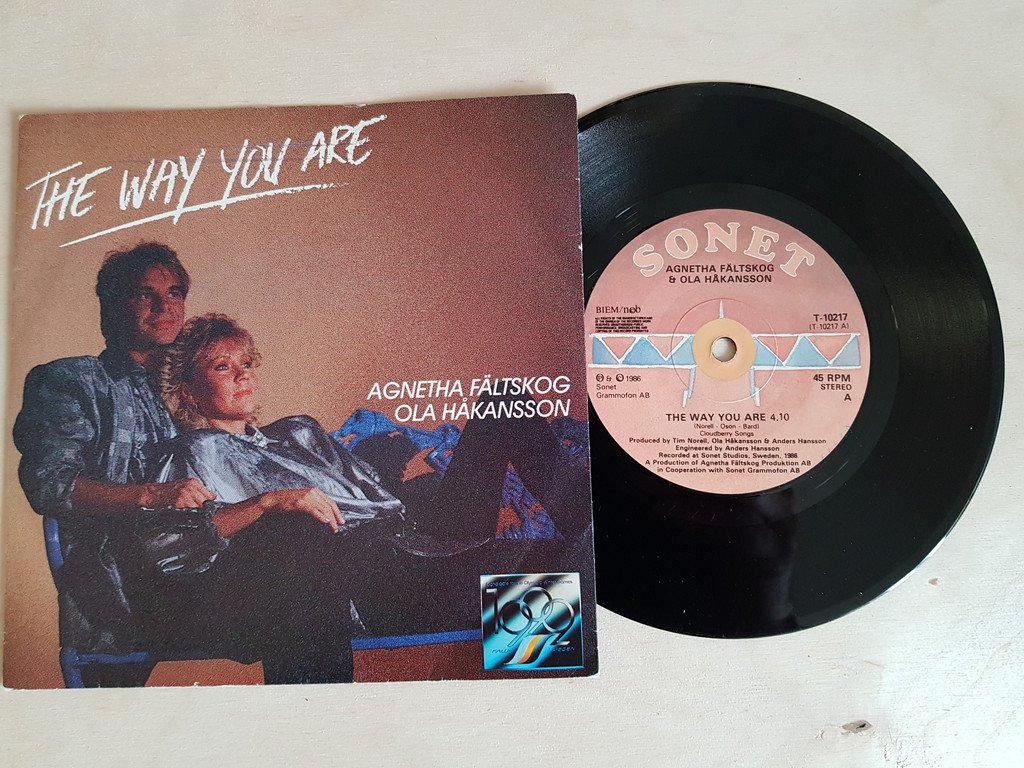 THE WAY YOU ARE
AGNETHA FÄLTSKOG
OLA HÅKANSSON
1992
SONET
AGNETHA FÄLTSKOG
& OLA HÅKANSSON
BIEM/ncb
T-10217
(T-10217 A)
℗ & © 1986
Sonet
Grammofon AB
45 RPM
STEREO
A
THE WAY YOU ARE 4.10
(Norell - Oson - Bard)
Cloudberry Songs
Produced by Tim Norell, Ola Håkansson & Anders Hansson
Engineered by Anders Hansson
Recorded at Sonet Studios, Sweden, 1986
A Production of Agnetha Fältskog Produktion AB
in Cooperation with Sonet Grammofon AB